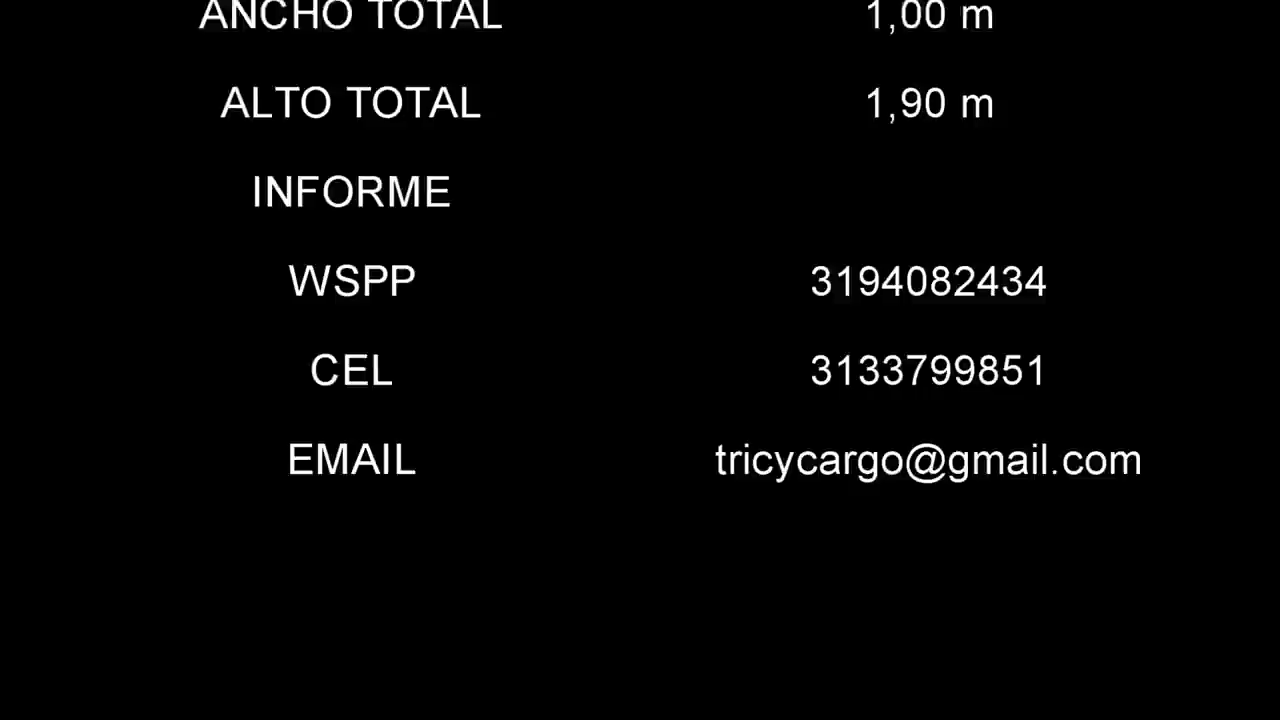 ANCHO TOTAL 1,00 m
ALTO TOTAL 1,90 m
INFORME
WSPP 3194082434
CEL 3133799851
EMAIL tricycargo@gmail.com